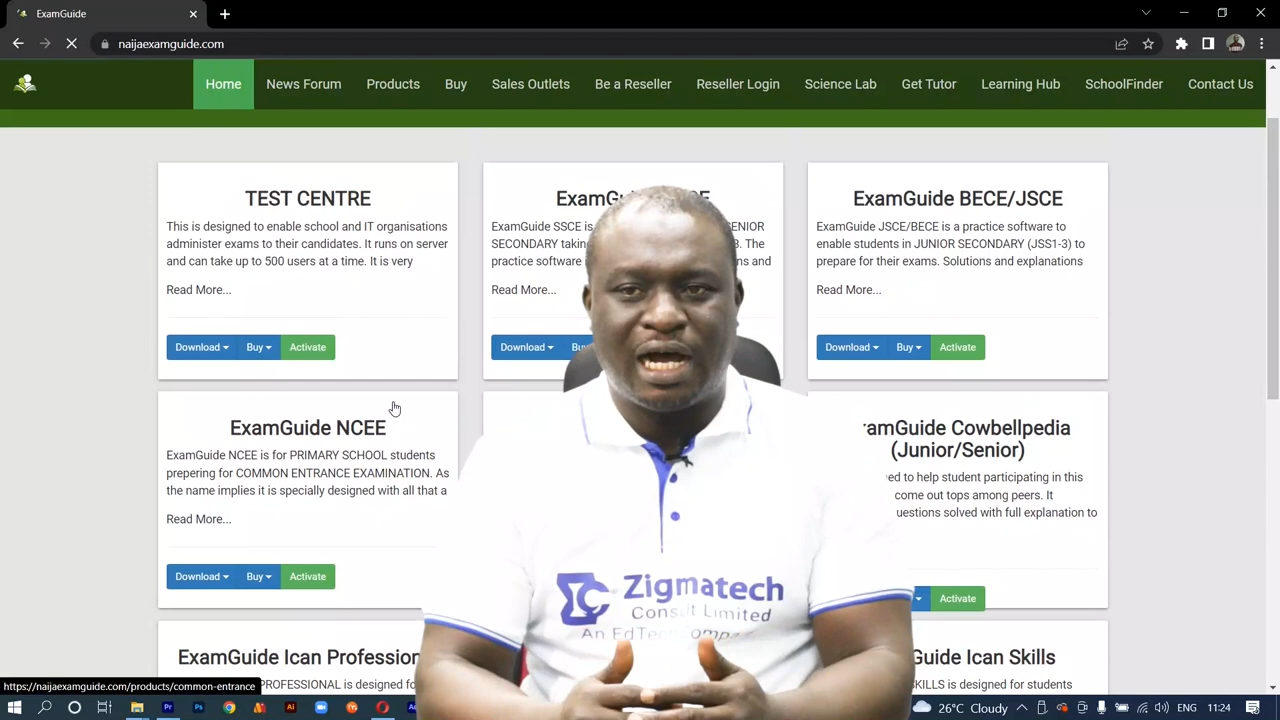 ExamGuide
naijaexamguide.com
Home News Forum Products Buy Sales Outlets Be a Reseller Reseller Login Science Lab Get Tutor Learning Hub SchoolFinder Contact Us
TEST CENTRE
This is designed to enable school and IT organisations
administer exams to their candidates. It runs on server
and can take up to 500 users at a time. It is very
Read More...
Download Buy Activate
ExamGuide SSCE is
SECONDARY taking
practice software
The
and
Read More...
Download
ExamGuide BECE/JSCE
ExamGuide JSCE/BECE is a practice software to
enable students in JUNIOR SECONDARY (JSS1-3) to
prepare for their exams. Solutions and explanations
Read More...
Download Buy Activate
ExamGuide NCEE
ExamGuide NCEE is for PRIMARY SCHOOL students
prepering for COMMON ENTRANCE EXAMINATION. As
the name implies it is specially designed with all that a
Read More...
Download Buy Activate
Cowbellpedia
(Junior/Senior)
to help student participating in this
come out tops among peers. It
solved with full explanation to
Activate
ExamGuide Ican
is designed
Ican Skills
is designed for students
Zigmatech
Consult Limited
An EdTech
https://naijaexamguide.com/products/common-entrance
26°C Cloudy ENG 11:24